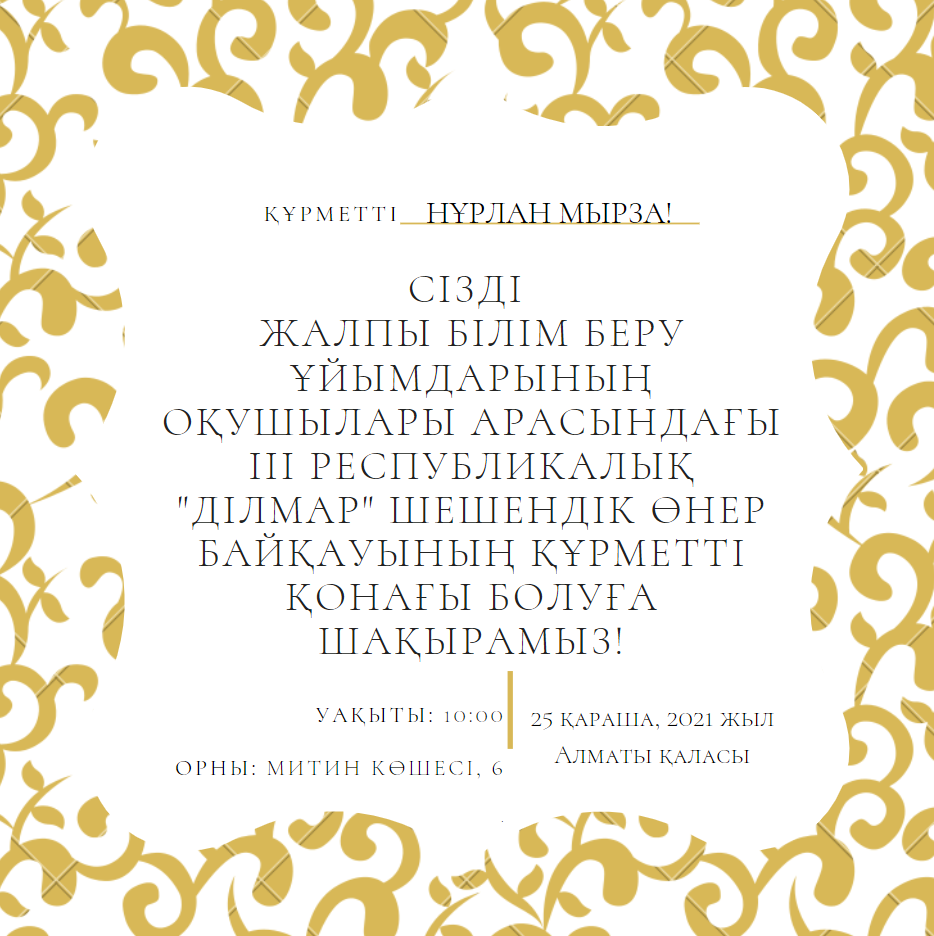 ҚҰРМЕТТІ НҰРЛАН МЫРЗА!
СІЗДІ
ЖАЛПЫ БІЛІМ БЕРУ
ҰЙЫМДАРЫНЫҢ
ОҚУШЫЛАРЫ АРАСЫНДАҒЫ
ІІІ РЕСПУБЛИКАЛЫҚ
"ДІЛМАР" ШЕШЕНДІК ӨНЕР
БАЙҚАУЫНЫҢ ҚҰРМЕТТІ
ҚОНАҒЫ БОЛУҒА
ШАҚЫРАМЫЗ!
УАҚЫТЫ: 10:00
ОРНЫ: МИТИН КӨШЕСІ, 6
25 ҚАРАША, 2021 ЖЫЛ
АЛМАТЫ ҚАЛАСЫ